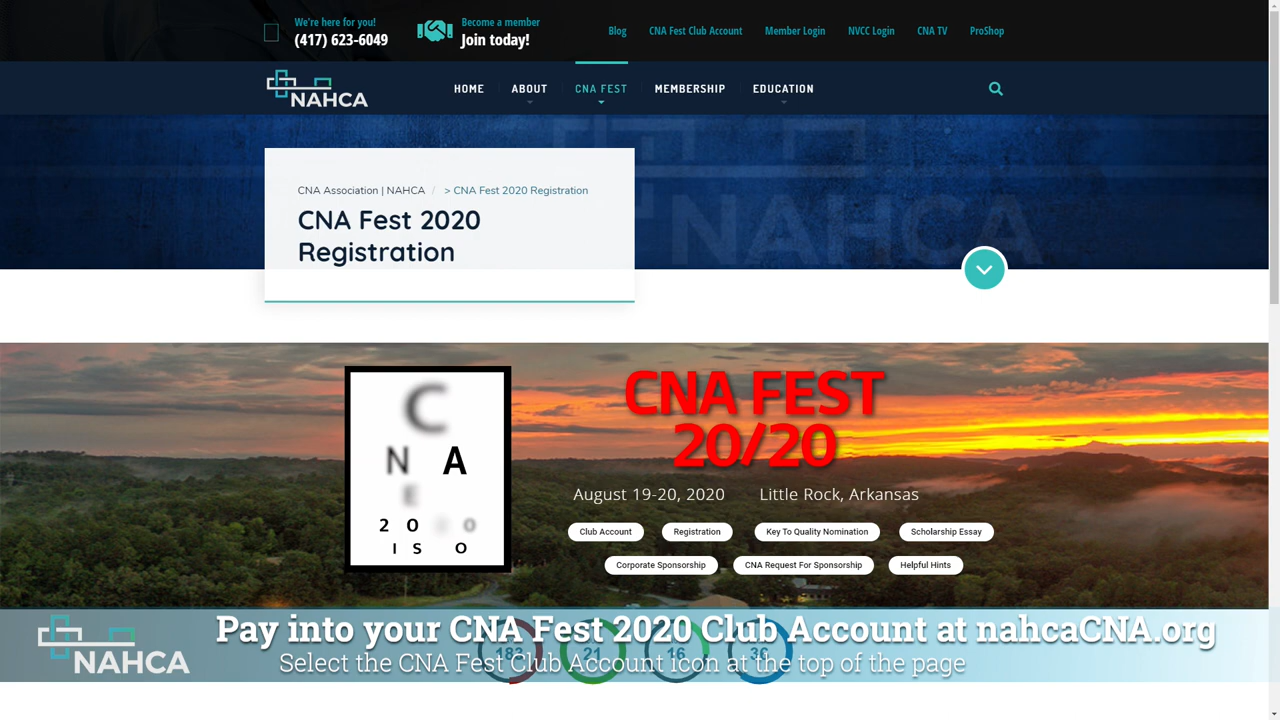 We're here for you!
(417) 623-6049
Become a member
Join today!
Blog
CNA Fest Club Account
Member Login
NVCC Login
CNA TV
ProShop
NAHCA
HOME
ABOUT
CNA FEST
MEMBERSHIP
EDUCATION
NAHCA
CNA Association | NAHCA / > CNA Fest 2020 Registration
CNA Fest 2020
Registration
C
N A
E
2 0 2 0
I S O
CNA FEST
20/20
August 19-20, 2020 Little Rock, Arkansas
Club Account
Registration
Key To Quality Nomination
Scholarship Essay
Corporate Sponsorship
CNA Request For Sponsorship
Helpful Hints
NAHCA
Pay into your CNA Fest 2020 Club Account at nahcaCNA.org
Select the CNA Fest Club Account icon at the top of the page
21
16